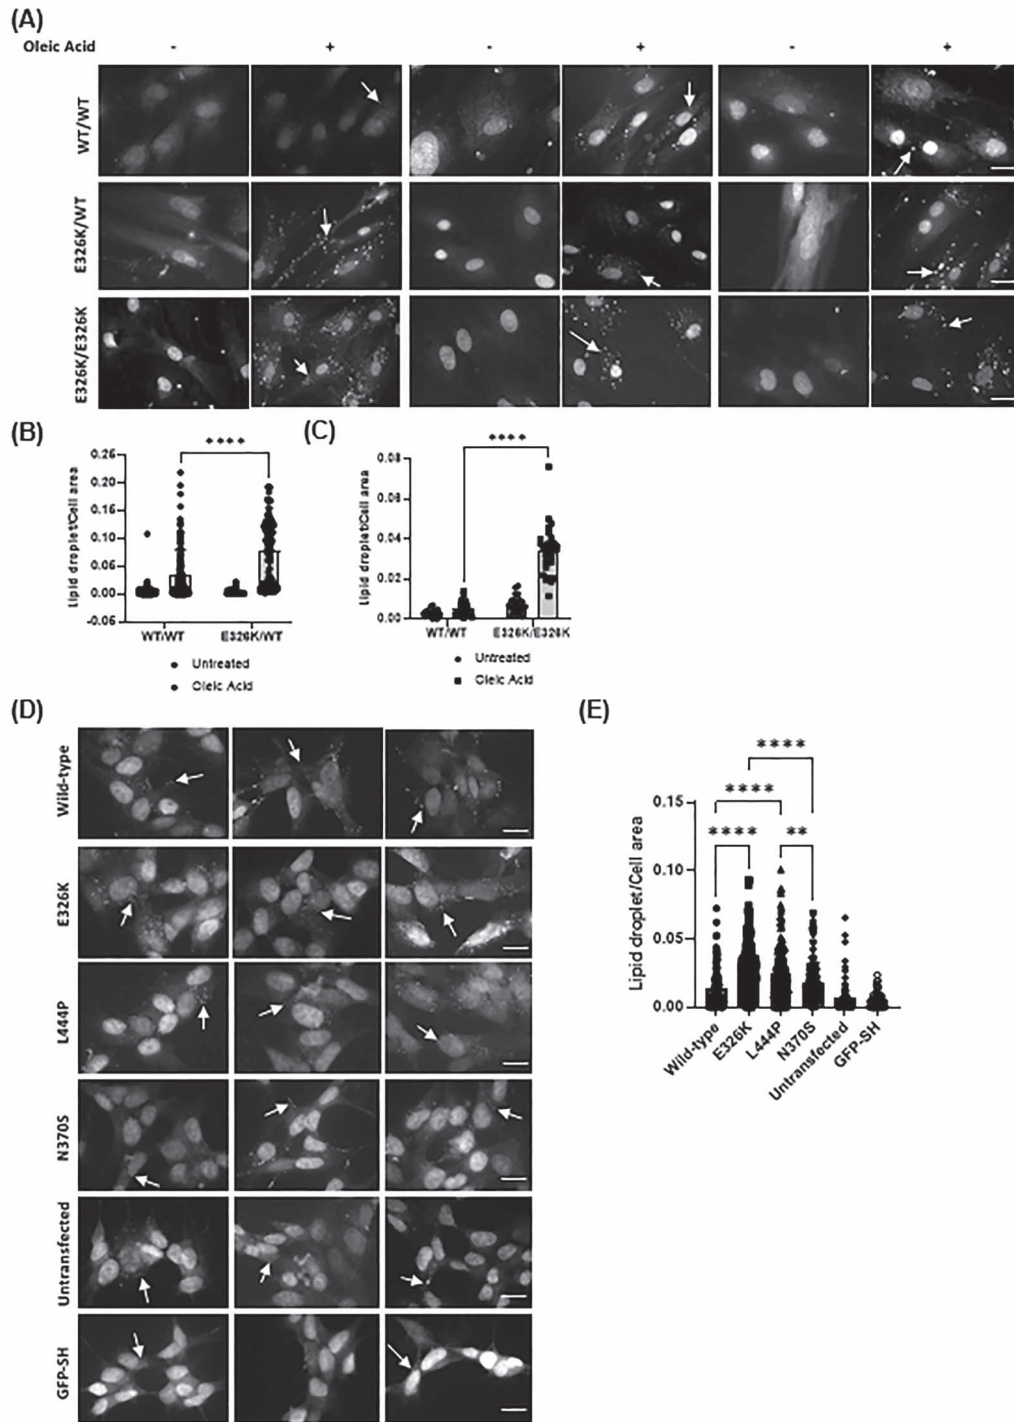 (A)
Oleic Acid - + - + - +
WT/WT
E326K/WT
E326K/E326K
(B)
****
Lipid droplet/Cell area
0.26
0.20
0.16
0.10
0.06
0.00
-0.06
WT/WT E326K/WT
Untreated
Oleic Acid
(C)
****
Lipid droplet/Cell area
0.08
0.06
0.04
0.02
0.00
WT/WT E326K/E326K
Untreated
Oleic Acid
(D)
Wild-type
E326K
L444P
N370S
Untransfected
GFP-SH
(E)
****
****
**** **
Lipid droplet/Cell area
0.15
0.10
0.05
0.00
Wild-type
E326K
L444P
N370S
Untransfected
GFP-SH